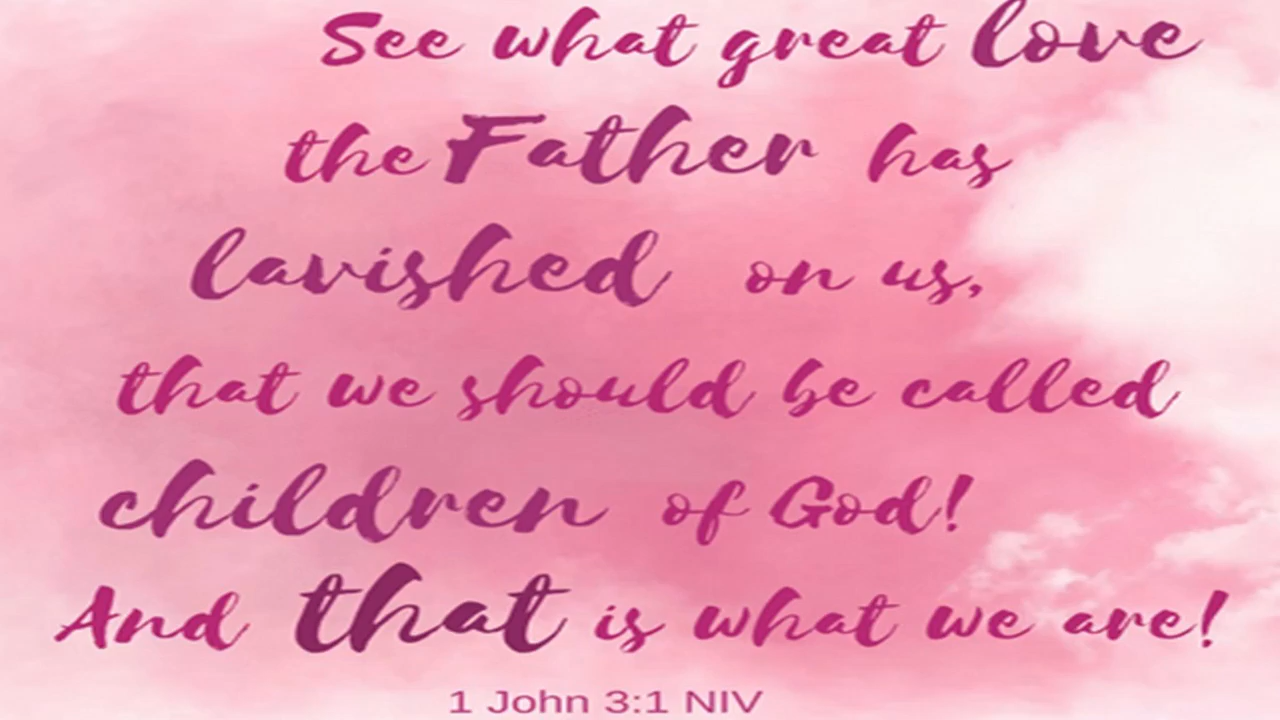 See what great love
the Father has
lavished on us,
that we should be called
children of God!
And that is what we are!
1 John 3:1 NIV